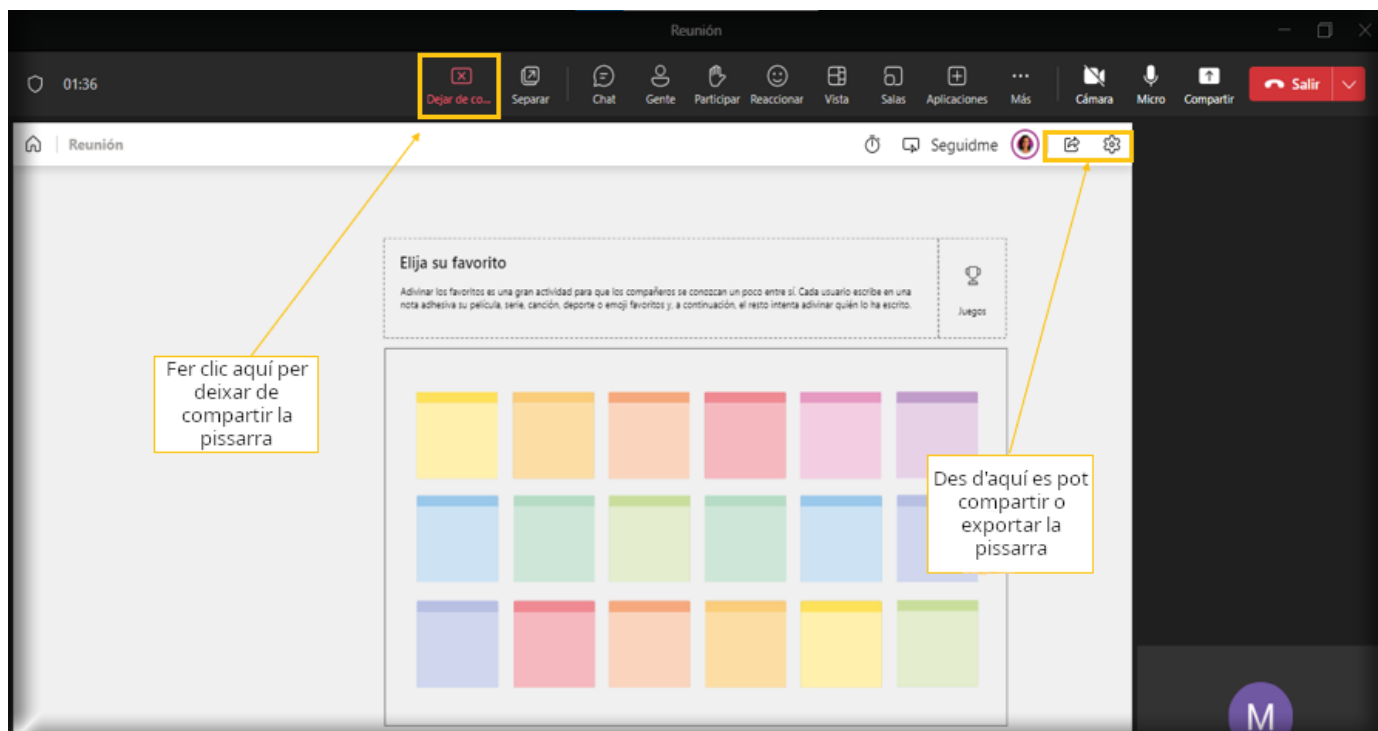 Reunión
01:36
Dejar de co...
Separar
Chat
Gente
Participar
Reaccionar
Vista
Salas
Aplicaciones
Más
Cámara
Micro
Compartir
Salir
Reunión
Seguidme
Elija su favorito
Adivinar los favoritos es una gran actividad para que los compañeros se conozcan un poco entre sí. Cada usuario escribe en una
nota adhesiva su película, serie, canción, deporte o emoji favoritos y, a continuación, el resto intenta adivinar quién lo ha escrito.
Juegos
Fer clic aquí per
deixar de
compartir la
pissarra
Des d'aquí es pot
compartir o
exportar la
pissarra
M